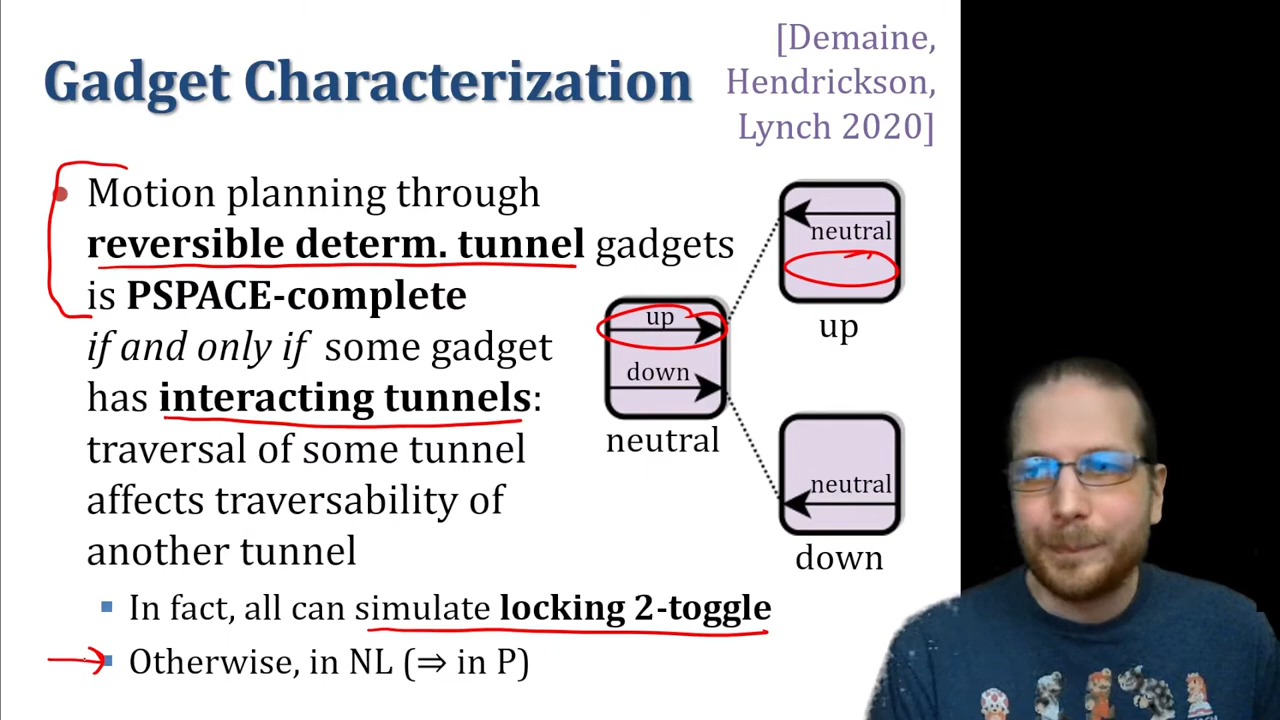 Gadget Characterization
[Demaine,
Hendrickson,
Lynch 2020]
• Motion planning through
reversible determ. tunnel gadgets
is PSPACE-complete
if and only if some gadget
has interacting tunnels:
traversal of some tunnel
affects traversability of
another tunnel
▪ In fact, all can simulate locking 2-toggle
▪ Otherwise, in NL (⇒ in P)
neutral
up
up
down
neutral
neutral
down